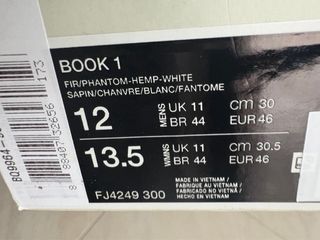 BOOK 1
FIR/PHANTOM-HEMP-WHITE
SAPIN/CHANVRE/BLANC/FANTOME
12 MENS UK 11 cm 30
BR 44 EUR 46
13.5 WMNS UK 11 cm 30.5
BR 44 EUR 46
FJ4249 300
MADE IN VIETNAM /
FABRIQUE AU VIETNAM /
FABRICADO NO VIETNÃ /
HECHO EN VIETNAM